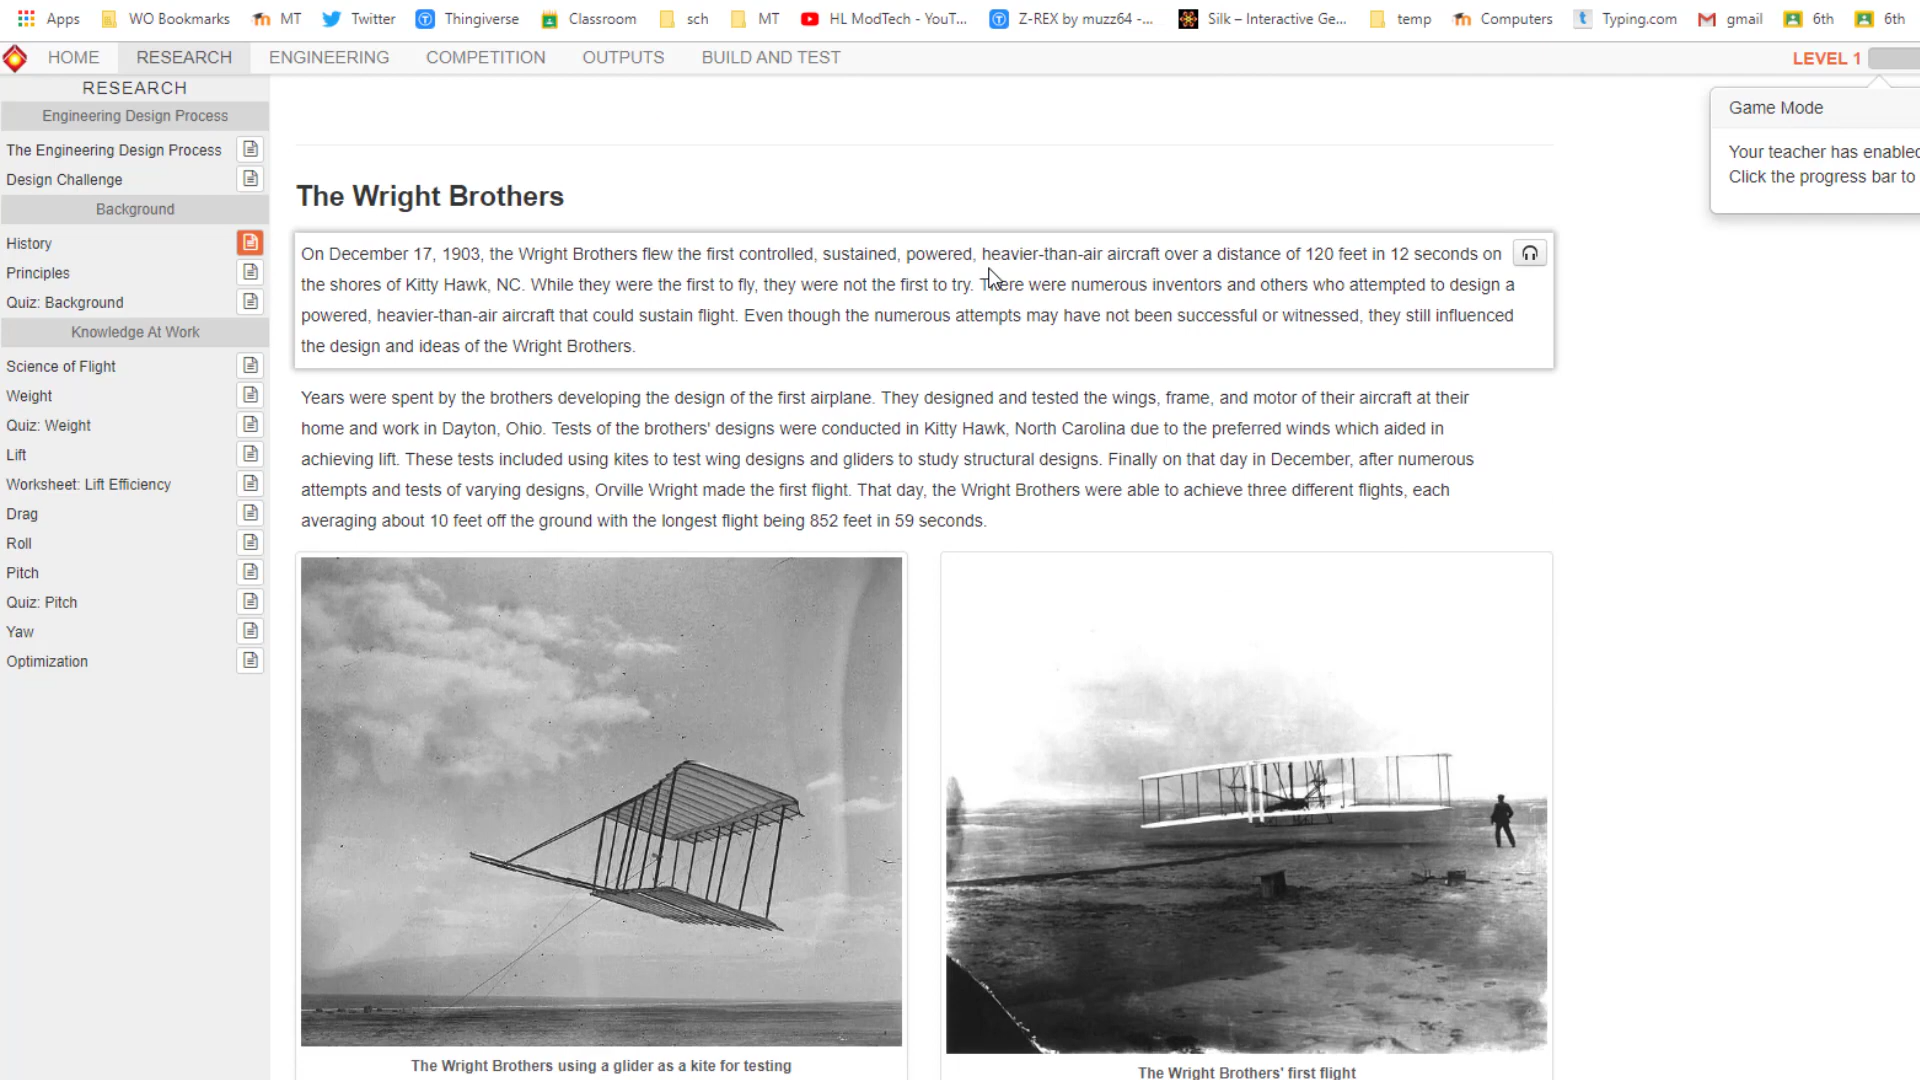 Apps WO Bookmarks MT Twitter Thingiverse Classroom sch MT HL ModTech - YouT... Z-REX by muzz64 -... Silk – Interactive Ge... temp Computers Typing.com gmail 6th 6th
HOME RESEARCH ENGINEERING COMPETITION OUTPUTS BUILD AND TEST LEVEL 1
RESEARCH
Engineering Design Process
The Engineering Design Process
Design Challenge
Background
History
Principles
Quiz: Background
Knowledge At Work
Science of Flight
Weight
Quiz: Weight
Lift
Worksheet: Lift Efficiency
Drag
Roll
Pitch
Quiz: Pitch
Yaw
Optimization
Game Mode
Your teacher has enabled
Click the progress bar to
The Wright Brothers
On December 17, 1903, the Wright Brothers flew the first controlled, sustained, powered, heavier-than-air aircraft over a distance of 120 feet in 12 seconds on
the shores of Kitty Hawk, NC. While they were the first to fly, they were not the first to try. There were numerous inventors and others who attempted to design a
powered, heavier-than-air aircraft that could sustain flight. Even though the numerous attempts may have not been successful or witnessed, they still influenced
the design and ideas of the Wright Brothers.
Years were spent by the brothers developing the design of the first airplane. They designed and tested the wings, frame, and motor of their aircraft at their
home and work in Dayton, Ohio. Tests of the brothers' designs were conducted in Kitty Hawk, North Carolina due to the preferred winds which aided in
achieving lift. These tests included using kites to test wing designs and gliders to study structural designs. Finally on that day in December, after numerous
attempts and tests of varying designs, Orville Wright made the first flight. That day, the Wright Brothers were able to achieve three different flights, each
averaging about 10 feet off the ground with the longest flight being 852 feet in 59 seconds.
The Wright Brothers using a glider as a kite for testing
The Wright Brothers' first flight